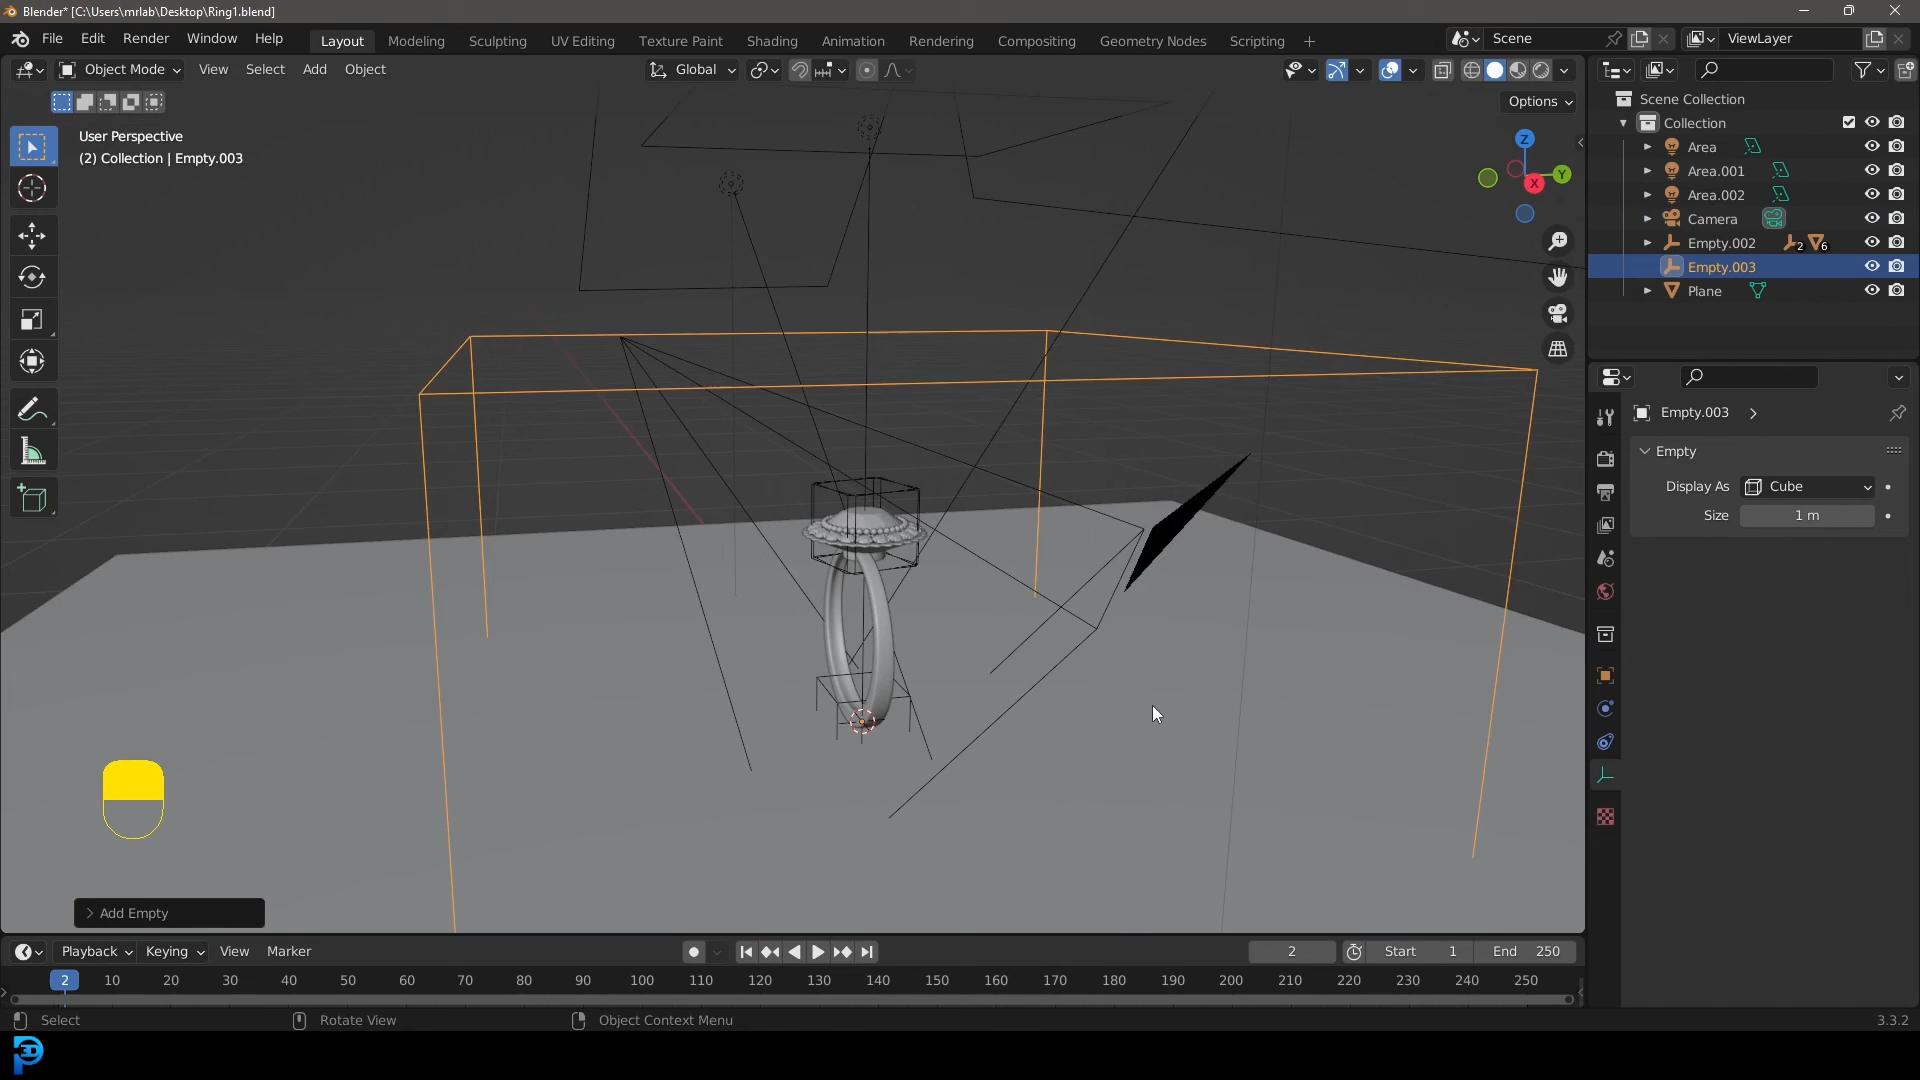 Blender* [C:\Users\mrlab\Desktop\Ring1.blend]
File Edit Render Window Help
Layout Modeling Sculpting UV Editing Texture Paint Shading Animation Rendering Compositing Geometry Nodes Scripting +
Scene
ViewLayer
Object Mode View Select Add Object
Global
Options
User Perspective
(2) Collection | Empty.003
Z
Y
X
Scene Collection
Collection
Area
Area.001
Area.002
Camera
Empty.002 2 6
Empty.003
Plane
Empty.003
Empty
Display As Cube
Size 1 m
Add Empty
Playback Keying View Marker
2 Start 1 End 250
2 10 20 30 40 50 60 70 80 90 100 110 120 130 140 150 160 170 180 190 200 210 220 230 240 250
Select Rotate View Object Context Menu 3.3.2
3D
P